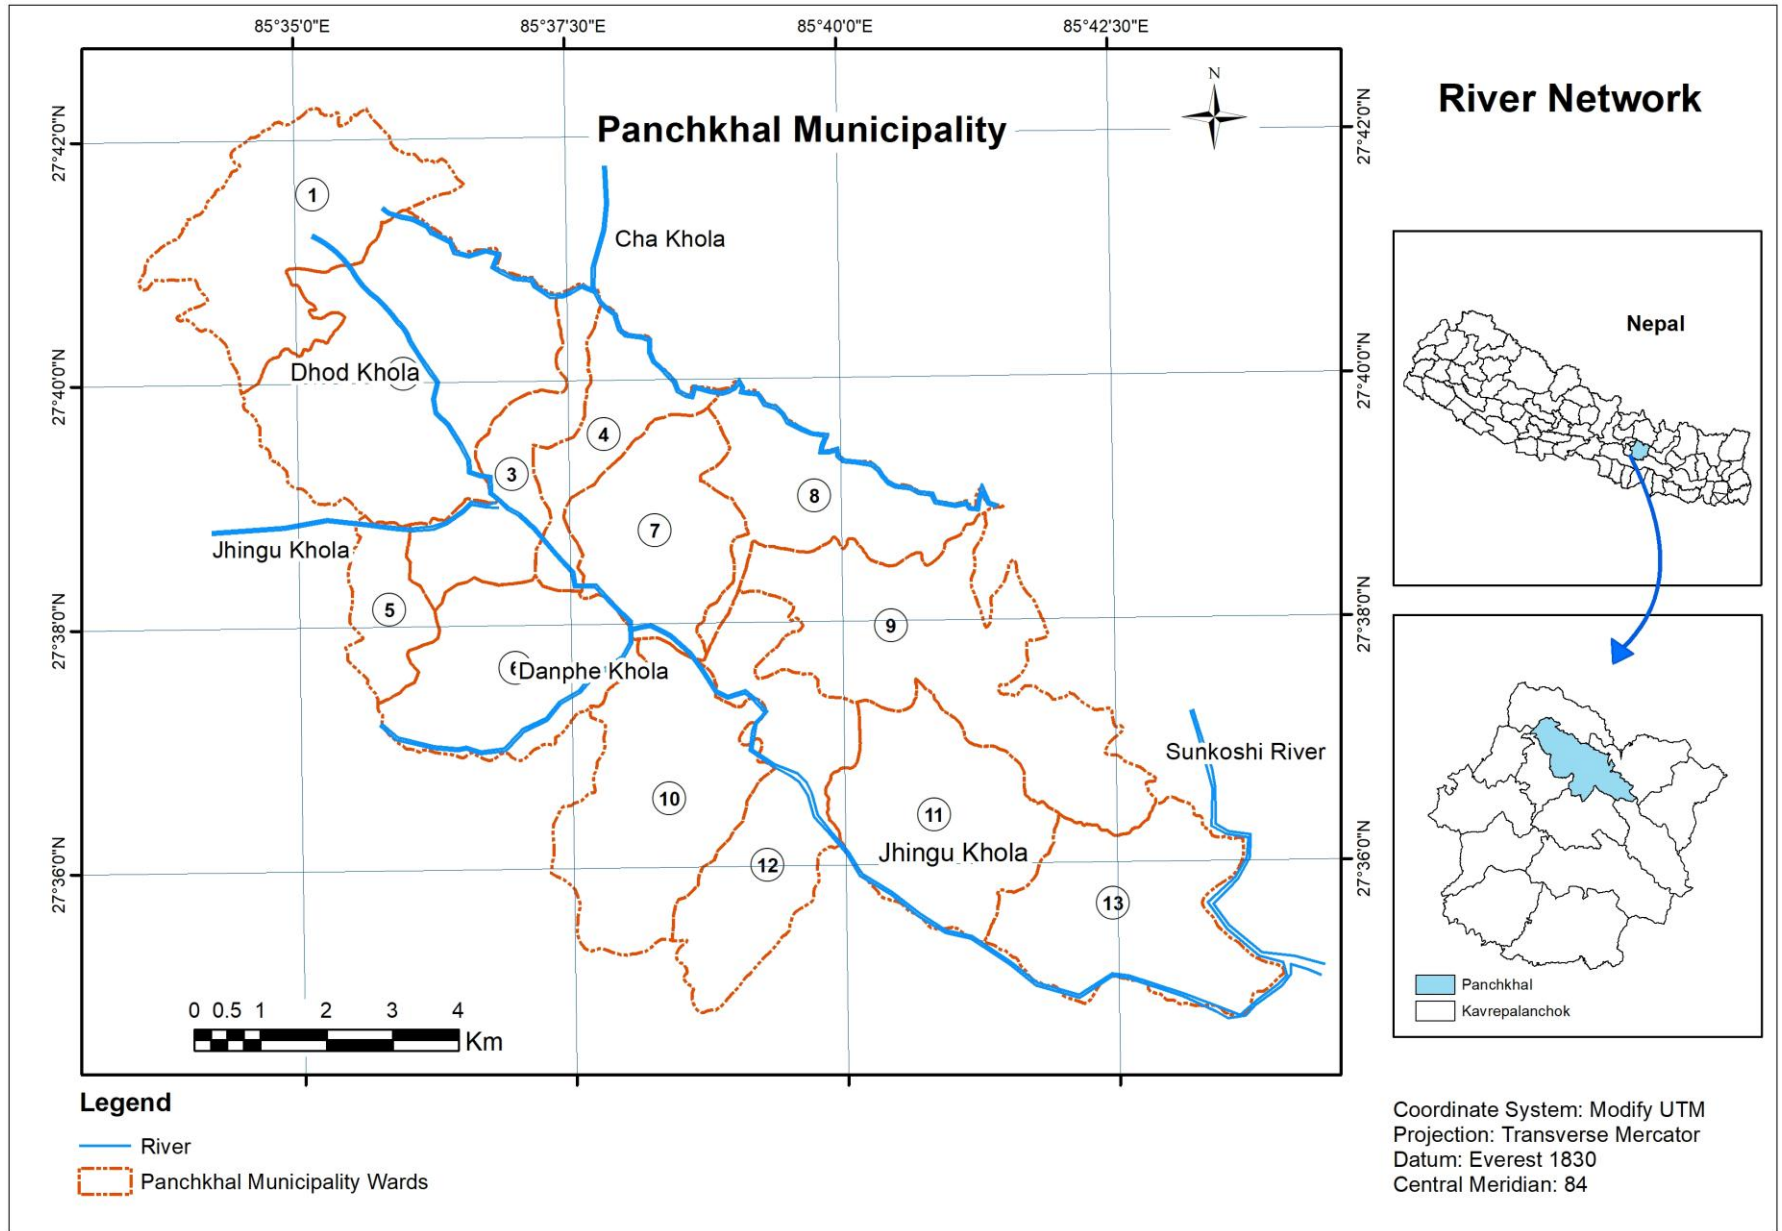 85°35'0"E
85°37'30"E
85°40'0"E
85°42'30"E
River Network
27°42'0"N
27°42'0"N
Panchkhal Municipality
N
1
Cha Khola
Nepal
Dhod Khola
27°40'0"N
27°40'0"N
4
3
8
7
Jhingu Khola
5
9
27°38'0"N
27°38'0"N
6
Danphe Khola
Sunkoshi River
10
11
Jhingu Khola
12
13
27°36'0"N
27°36'0"N
Panchkhal
Kavrepalanchok
0 0.5 1 2 3 4
Km
Legend
River
Panchkhal Municipality Wards
Coordinate System: Modify UTM
Projection: Transverse Mercator
Datum: Everest 1830
Central Meridian: 84